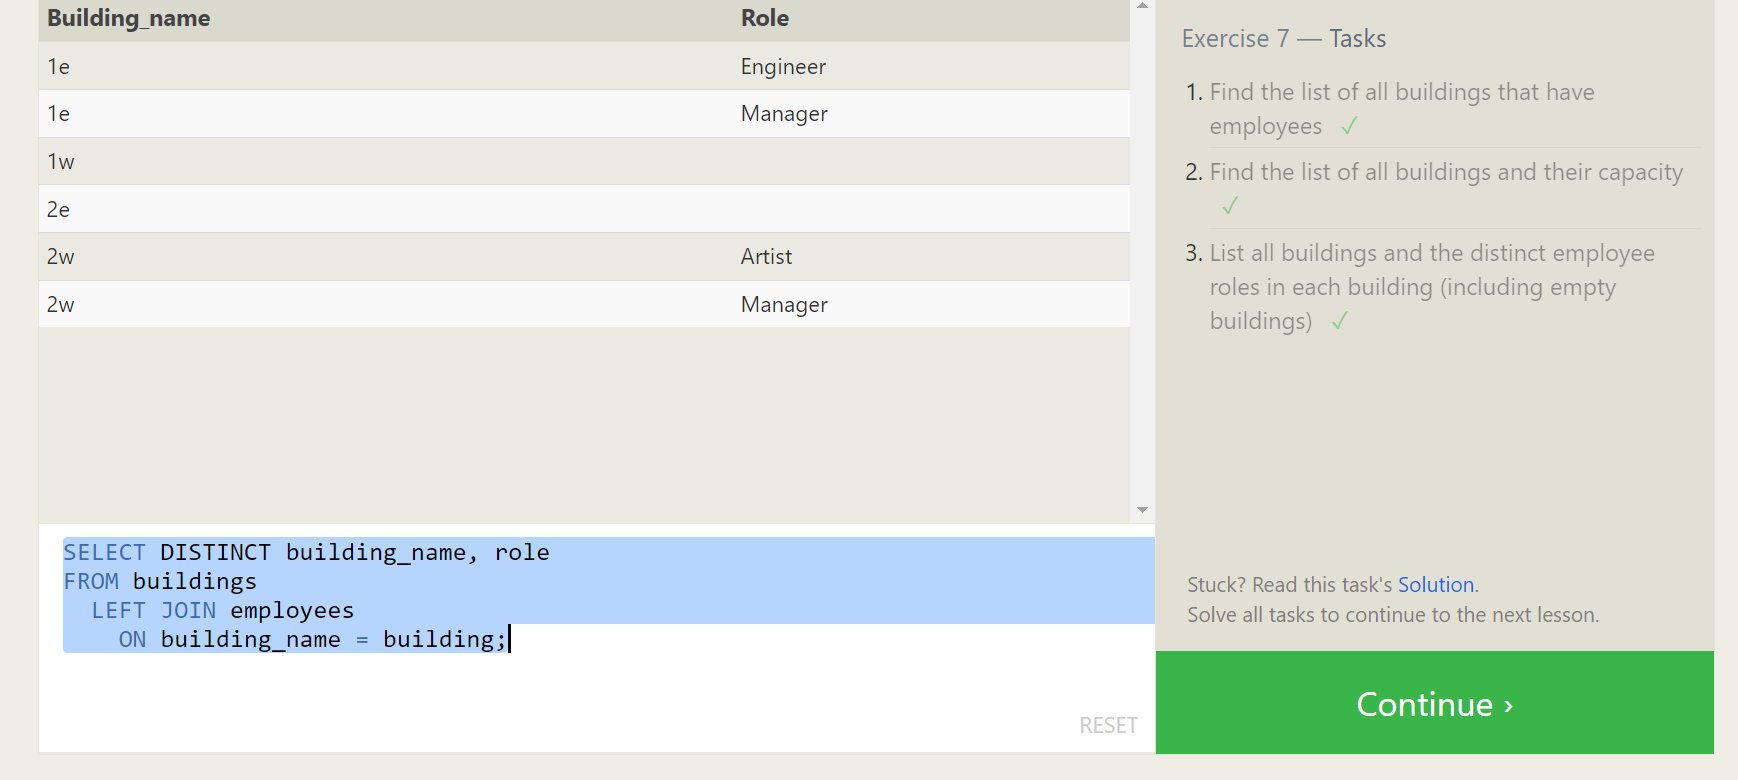 Building_name Role
1e Engineer
1e Manager
1w
2e
2w Artist
2w Manager
SELECT DISTINCT building_name, role
FROM buildings
LEFT JOIN employees
ON building_name = building;
RESET
Exercise 7 — Tasks
1. Find the list of all buildings that have
employees ✓
2. Find the list of all buildings and their capacity
✓
3. List all buildings and the distinct employee
roles in each building (including empty
buildings) ✓
Stuck? Read this task's Solution.
Solve all tasks to continue to the next lesson.
Continue ›